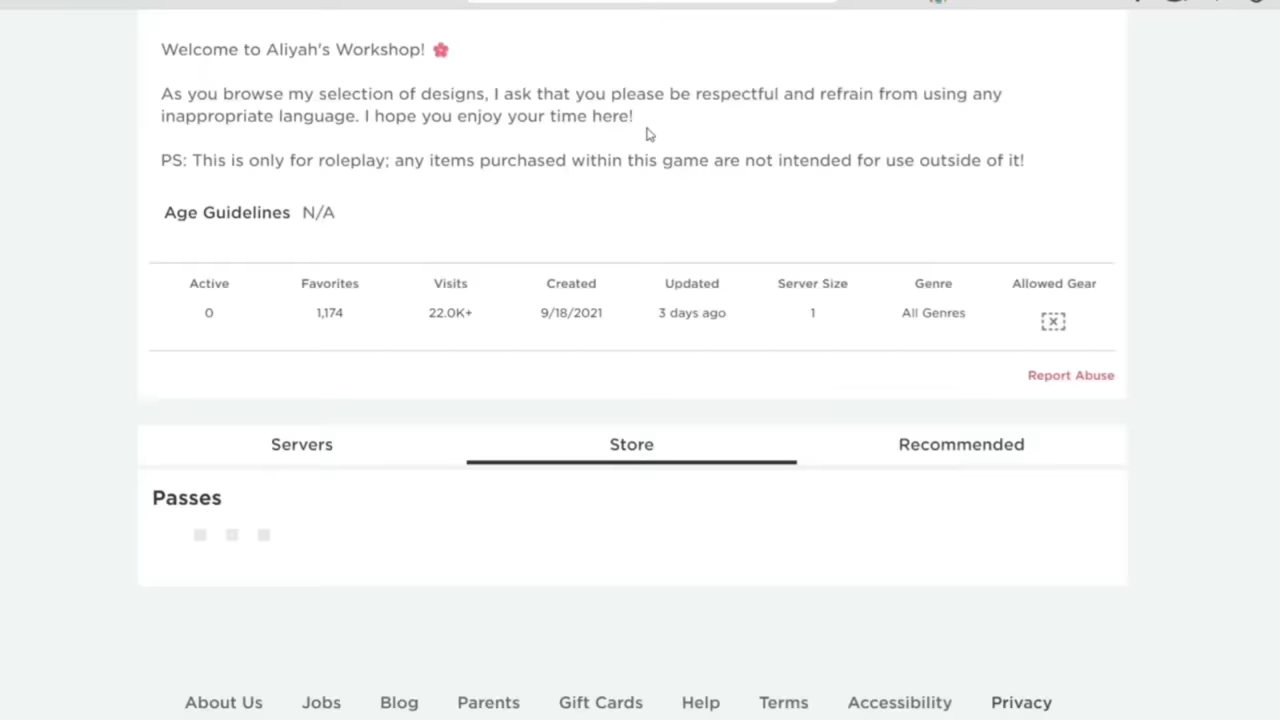 Welcome to Aliyah's Workshop! 🌸
As you browse my selection of designs, I ask that you please be respectful and refrain from using any
inappropriate language. I hope you enjoy your time here!
PS: This is only for roleplay; any items purchased within this game are not intended for use outside of it!
Age Guidelines N/A
Active Favorites Visits Created Updated Server Size Genre Allowed Gear
0 1,174 22.0K+ 9/18/2021 3 days ago 1 All Genres
Report Abuse
Servers Store Recommended
Passes
About Us Jobs Blog Parents Gift Cards Help Terms Accessibility Privacy